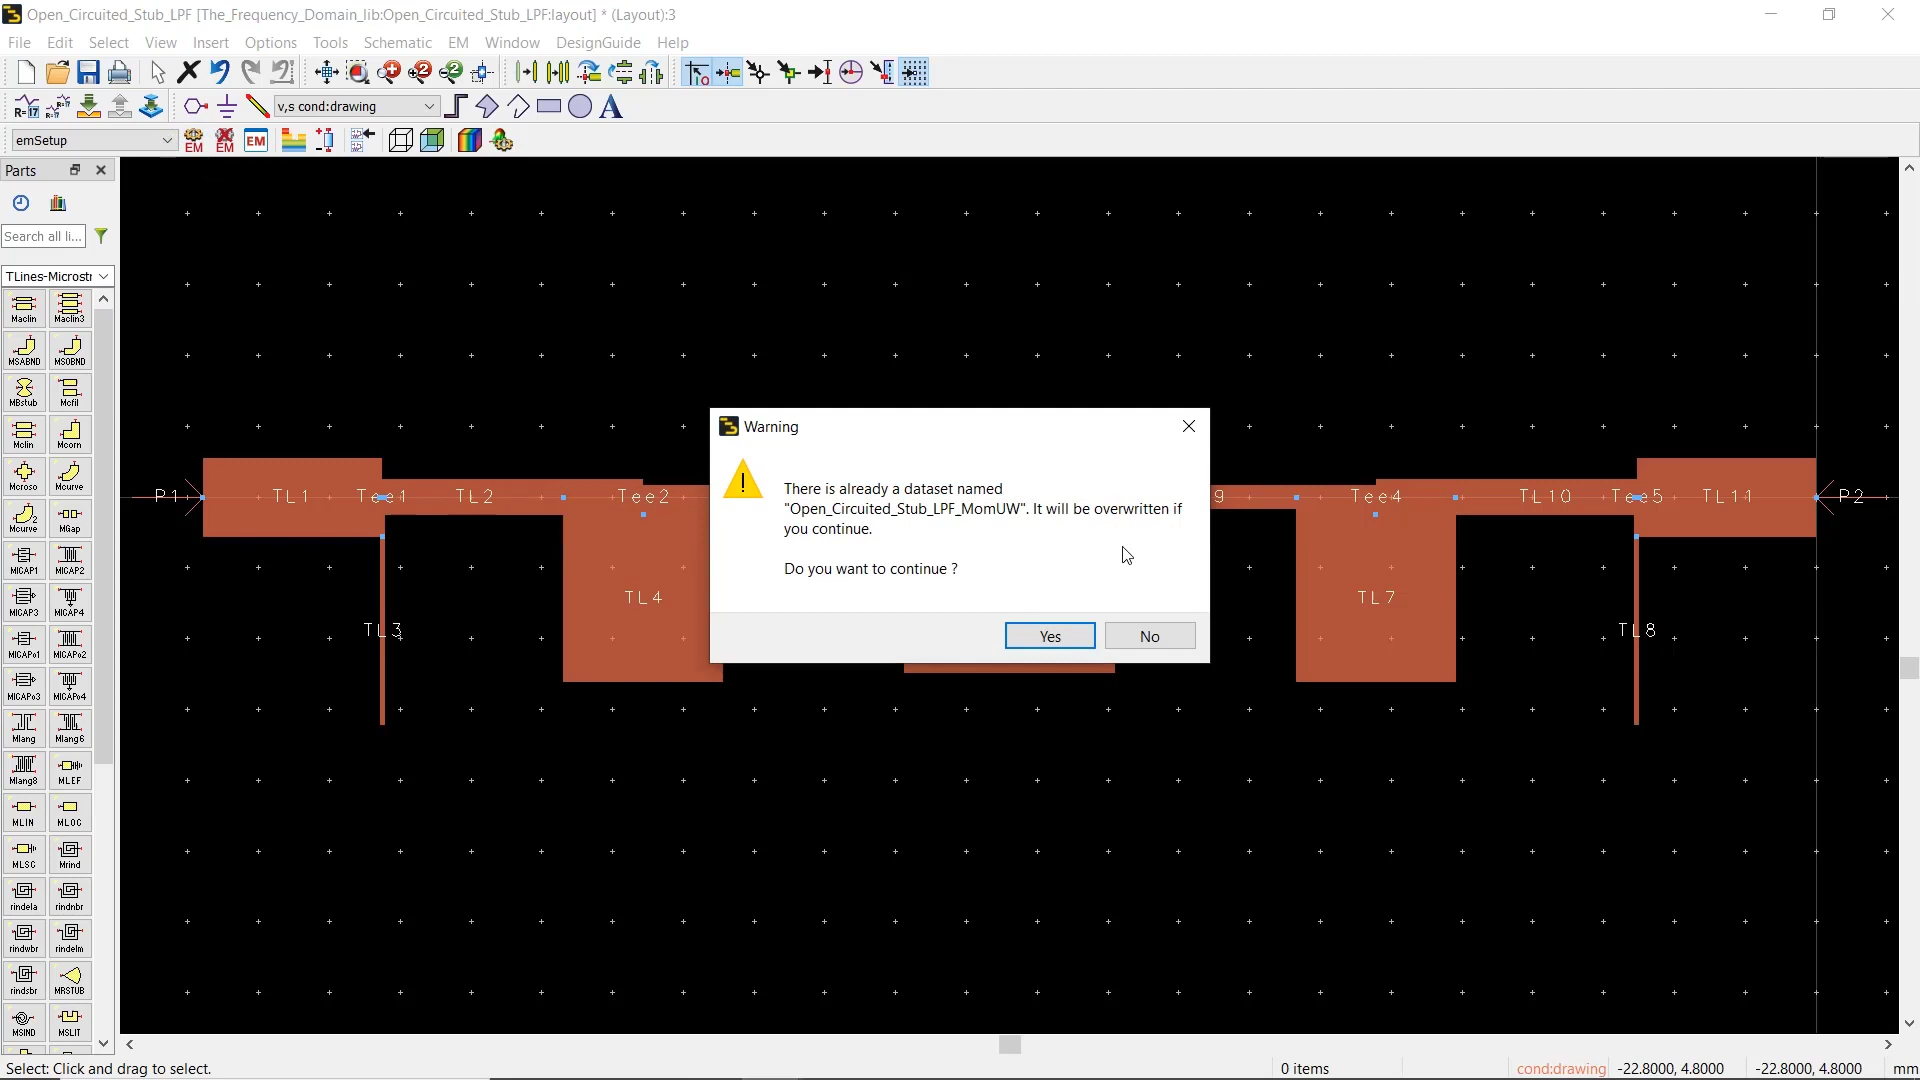 Open_Circuited_Stub_LPF [The_Frequency_Domain_lib:Open_Circuited_Stub_LPF:layout] * (Layout):3
File Edit Select View Insert Options Tools Schematic EM Window DesignGuide Help
v,s cond:drawing
emSetup
EM EM EM
Parts
Search all li...
TLines-Microstr
Maclin Maclin3
MSABND MSOBND
MBstub Mcfil
Mclin Mcorn
Mcroso Mcurve
Mcurve MGap
MICAP1 MICAP2
MICAP3 MICAP4
MICAPo1 MICAPo2
MICAPo3 MICAPo4
Mlang Mlang6
Mlang8 MLEF
MLIN MLOC
MLSC Mrind
rindela rindnbr
rindwbr rindelm
rindsbr MRSTUB
MSIND MSLIT
P1 TL1 Tee1 TL2 Tee2 9 Tee4 TL10 Tee5 TL11 P2
TL4 TL7
TL3 TL8
Warning
There is already a dataset named
"Open_Circuited_Stub_LPF_MomUW". It will be overwritten if
you continue.
Do you want to continue ?
Yes No
Select: Click and drag to select. 0 items cond:drawing -22.8000, 4.8000 -22.8000, 4.8000 mm